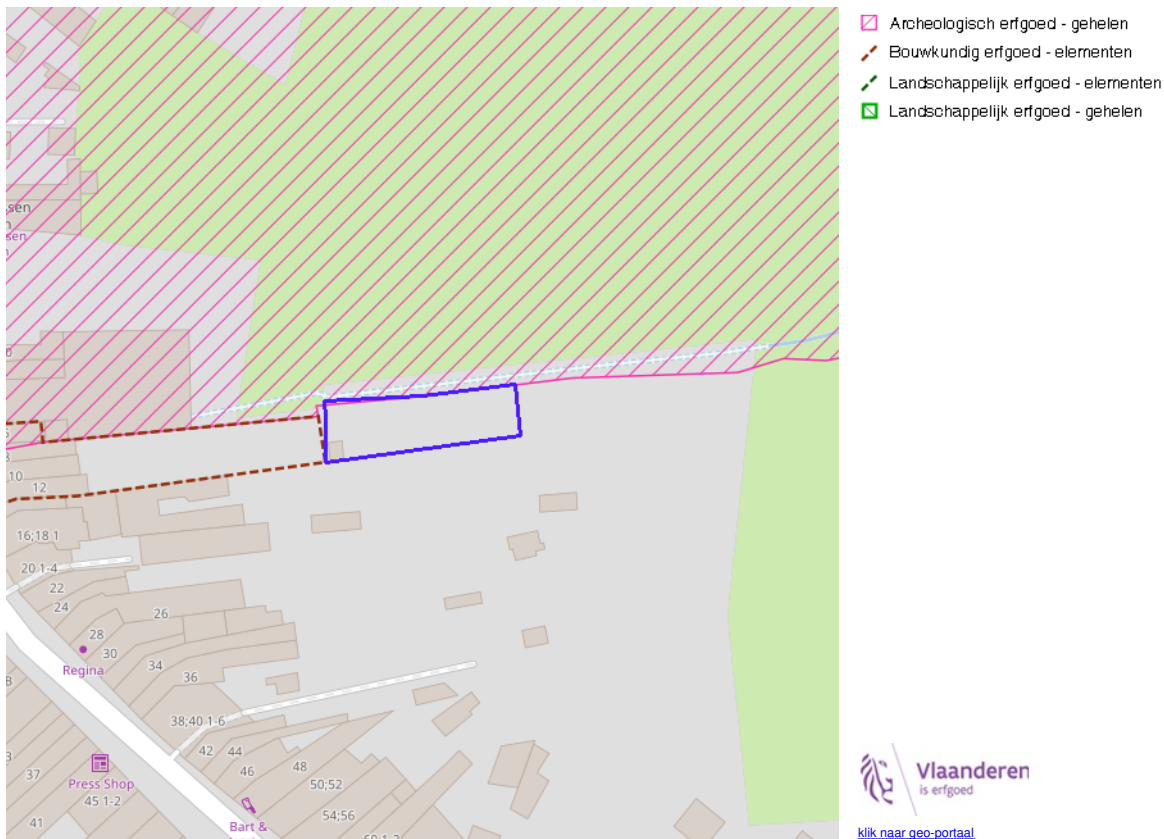 Archeologisch erfgoed - gehelen
Bouwkundig erfgoed - elementen
Landschappelijk erfgoed - elementen
Landschappelijk erfgoed - gehelen
10
12
16;18 1
20 1-4
22
24
26
28
30
Regina
34
36
38;40 1-6
42
44
46
48
50;52
54;56
37
Press Shop
45 1-2
41
Bart &
Vlaanderen
is erfgoed
klik naar geo-portaal